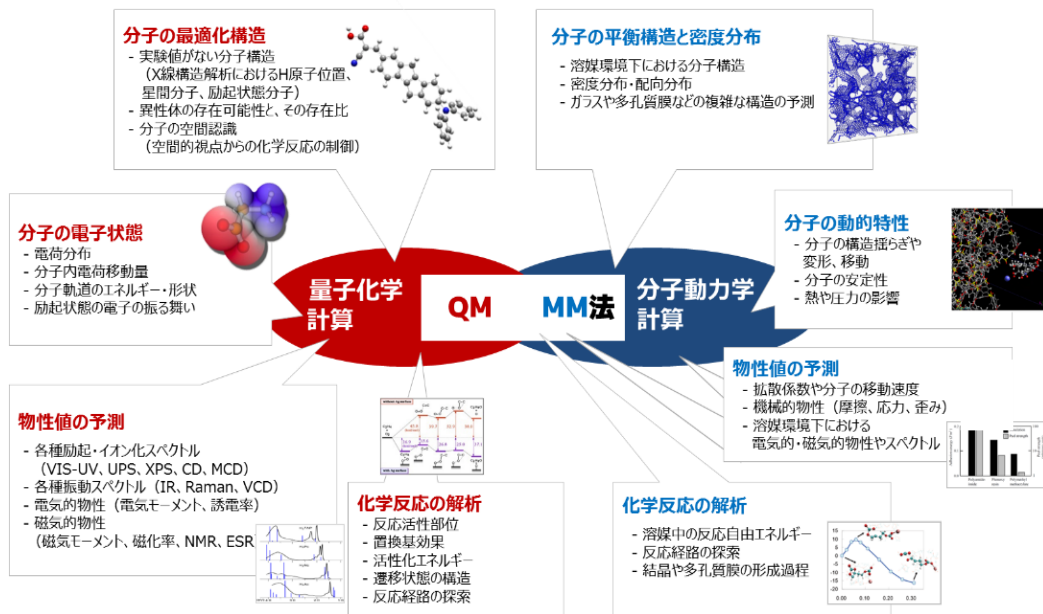 分子の最適化構造
- 実験値がない分子構造
（X線構造解析におけるH原子位置、
星間分子、励起状態分子）
- 異性体の存在可能性と、その存在比
- 分子の空間認識
（空間的視点からの化学反応の制御）
分子の平衡構造と密度分布
- 溶媒環境下における分子構造
- 密度分布・配向分布
- ガラスや多孔質膜などの複雑な構造の予測
分子の電子状態
- 電荷分布
- 分子内電荷移動量
- 分子軌道のエネルギー・形状
- 励起状態の電子の振る舞い
量子化学
計算
QM
MM法
分子動力学
計算
分子の動的特性
- 分子の構造揺らぎや
変形、移動
- 分子の安定性
- 熱や圧力の影響
物性値の予測
- 各種励起・イオン化スペクトル
（VIS-UV、UPS、XPS、CD、MCD）
- 各種振動スペクトル（IR、Raman、VCD）
- 電気的物性（電気モーメント、誘電率）
- 磁気的物性
（磁気モーメント、磁化率、NMR、ESR
化学反応の解析
- 反応活性部位
- 置換基効果
- 活性化エネルギー
- 遷移状態の構造
- 反応経路の探索
化学反応の解析
- 溶媒中の反応自由エネルギー
- 反応経路の探索
- 結晶や多孔質膜の形成過程
15
10
5
0
-5
-10
-15
-20
0.00
0.10
0.20
0.30
物性値の予測
- 拡散係数や分子の移動速度
- 機械的物性（摩擦、応力、歪み）
- 溶媒環境下における
電気的・磁気的物性やスペクトル